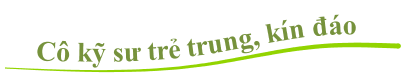 Cô kỹ sư trẻ trung, kín đáo